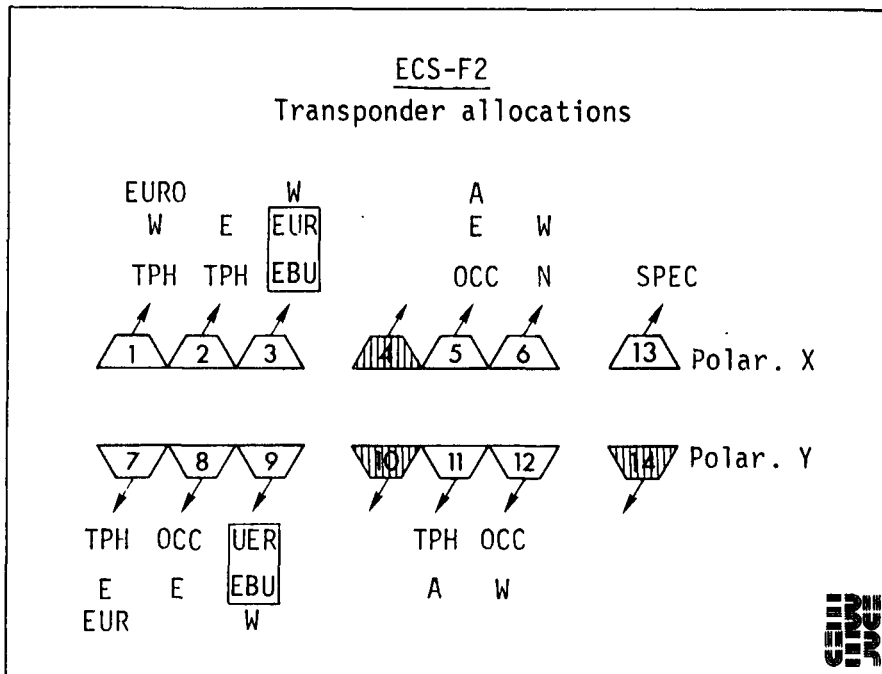 ECS-F2
Transponder allocations
EURO W A
W E EUR E W
TPH TPH EBU OCC N SPEC
1 2 3 4 5 6 13 Polar. X
7 8 9 10 11 12 14 Polar. Y
TPH OCC UER TPH OCC
E E EBU A W
EUR W